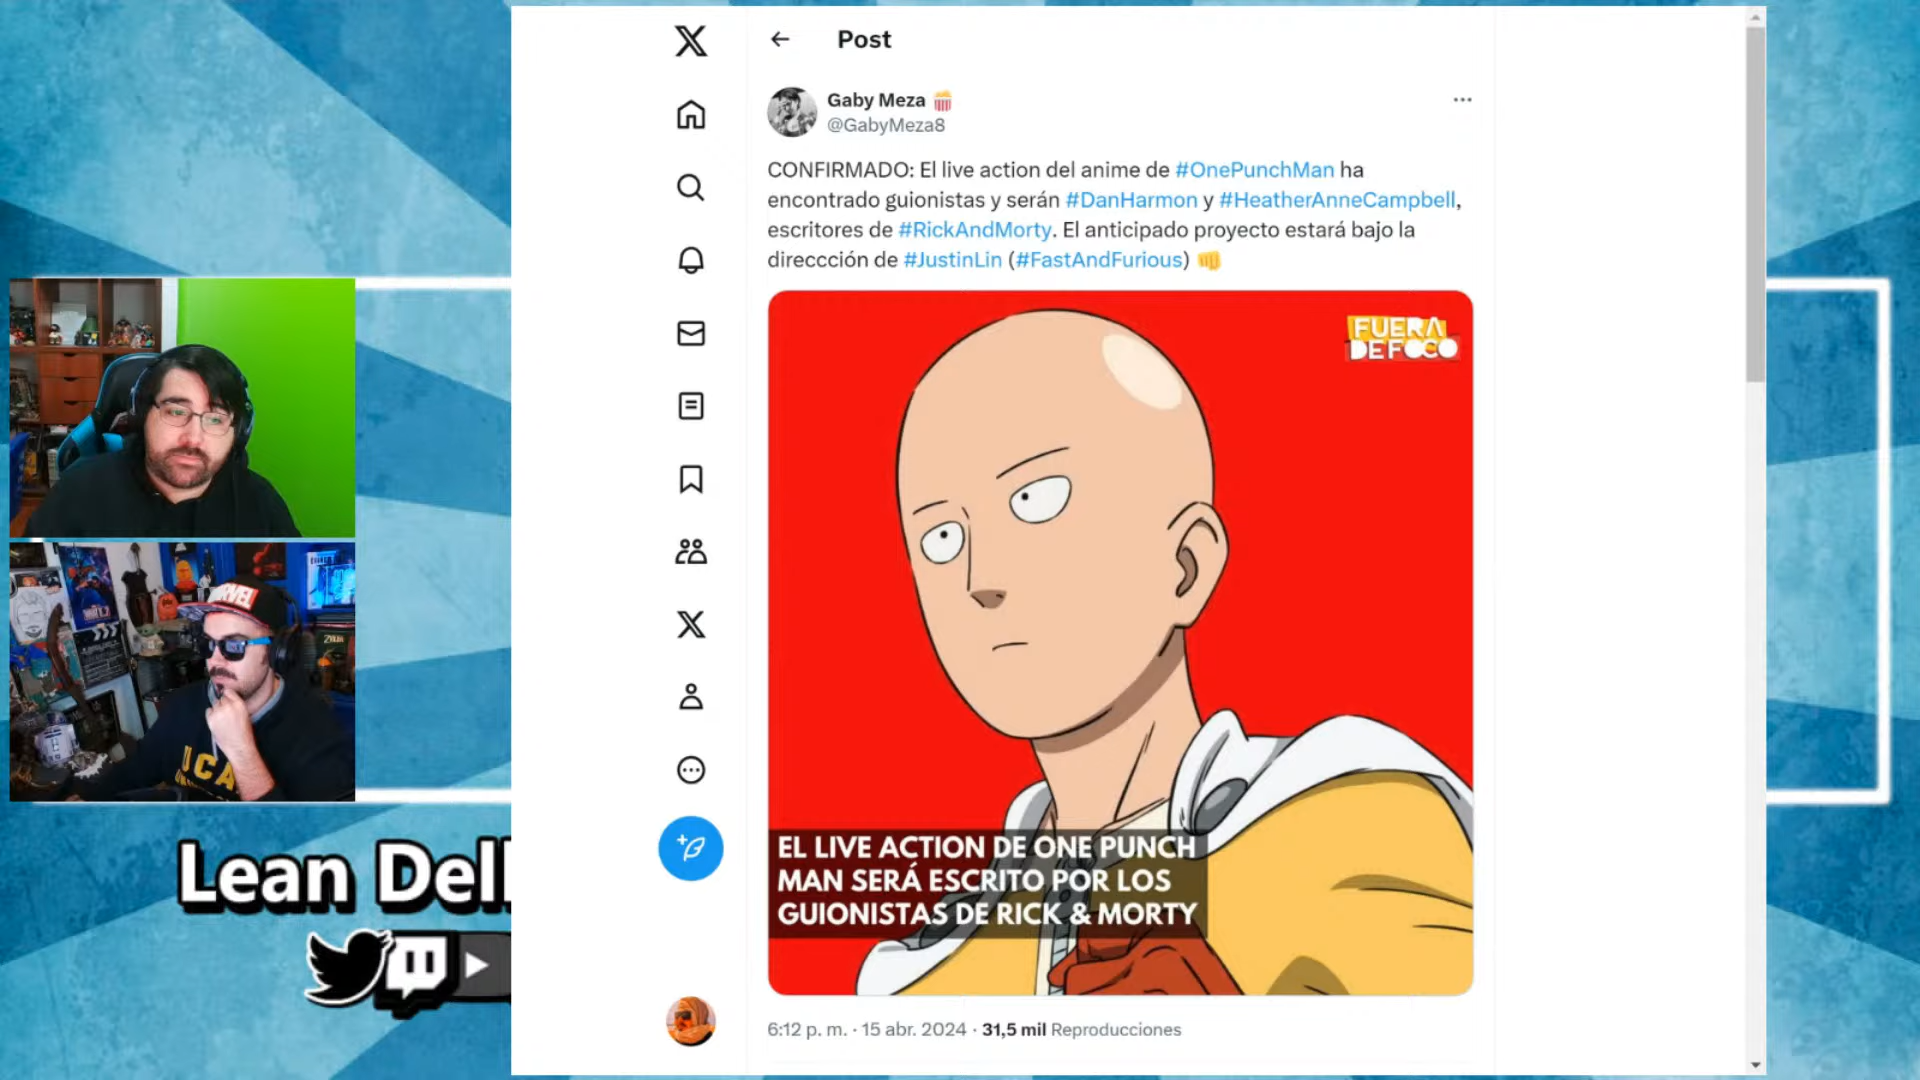 Post
Gaby Meza
@GabyMeza8
CONFIRMADO: El live action del anime de #OnePunchMan ha
encontrado guionistas y serán #DanHarmon y #HeatherAnneCampbell,
escritores de #RickAndMorty. El anticipado proyecto estará bajo la
direccción de #JustinLin (#FastAndFurious)
FUERA
DE FOCO
EL LIVE ACTION DE ONE PUNCH
MAN SERÁ ESCRITO POR LOS
GUIONISTAS DE RICK & MORTY
6:12 p. m. · 15 abr. 2024 · 31,5 mil Reproducciones
MARVEL
UCA
Lean Dell